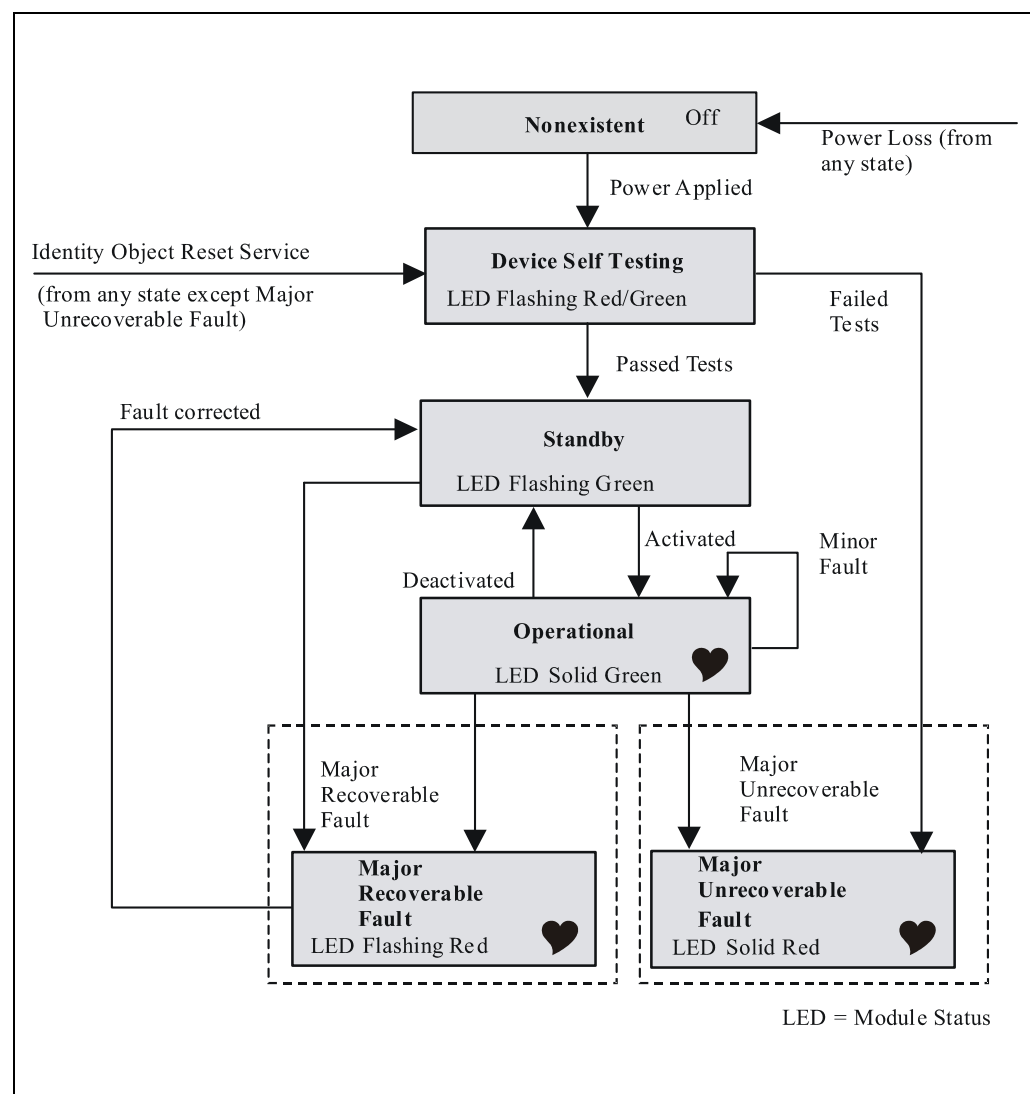 Nonexistent Off
Power Loss (from
any state)
Power Applied
Identity Object Reset Service
(from any state except Major
Unrecoverable Fault)
Device Self Testing
LED Flashing Red/Green
Failed
Tests
Passed Tests
Fault corrected
Standby
LED Flashing Green
Activated
Deactivated
Minor
Fault
Operational
LED Solid Green
Major
Recoverable
Fault
Major
Unrecoverable
Fault
Major
Recoverable
Fault
LED Flashing Red
Major
Unrecoverable
Fault
LED Solid Red
LED = Module Status